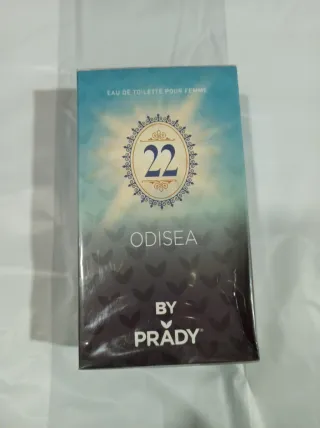 EAU DE TOILETTE POUR FEMME
22
ODISEA
BY
PRADY®